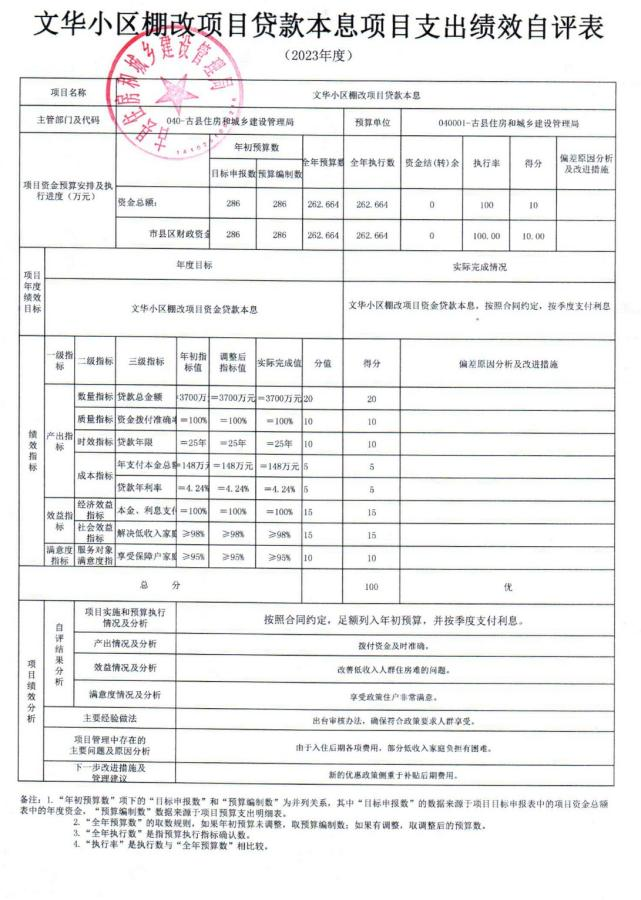 文华小区棚改项目贷款本息项目支出绩效自评表
（2023年度）
项目名称 文华小区棚改项目贷款本息
主管部门及代码 040-古县住房和城乡建设管理局 预算单位 040001-古县住房和城乡建设管理局
项目资金预算安排及执行进度（万元） 年初预算数 全年预算数 全年执行数 资金结(转)余 执行率 得分 偏差原因分析及改进措施
目标申报数 预算编制数
资金总额： 286 286 262.664 262.664 0 100 10
市县区财政资金 286 286 262.664 262.664 0 100.00 10.00
项目年度绩效目标 年度目标 实际完成情况
文华小区棚改项目资金贷款本息 文华小区棚改项目资金贷款本息，按照合同约定，按季度支付利息。
绩效指标 一级指标 二级指标 三级指标 年初指标值 调整后指标值 实际完成值 分值 得分 偏差原因分析及改进措施
产出指标 数量指标 贷款总金额 3700万 ＝3700万元 ＝3700万元 20 20
质量指标 资金拨付准确 ＝100% ＝100% ＝100% 10 10
时效指标 贷款年限 ＝25年 ＝25年 ＝25年 10 10
成本指标 年支付本金总 ＝148万 ＝148万元 ＝148万元 5 5
贷款年利率 ＝4.24% ＝4.24% ＝4.24% 5 5
效益指标 经济效益指标 本金、利息支付 ＝100% ＝100% ＝100% 15 15
社会效益指标 解决低收入家庭 ≥98% ≥98% ≥98% 15 15
满意度指标 服务对象满意度指 享受保障户家庭 ≥95% ≥95% ≥95% 10 10
总 分 100 优
项目绩效分析 自评结果分析 项目实施和预算执行情况及分析 按照合同约定，足额列入年初预算，并按季度支付利息。
产出情况及分析 拨付资金及时准确。
效益情况及分析 改善低收入人群住房难的问题。
满意度情况及分析 享受政策住户非常满意。
主要经验做法 出台审核办法，确保符合政策要求人群享受。
项目管理中存在的主要问题及原因分析 由于入住后期各项费用，部分低收入家庭负担有困难。
下一步改进措施及管理建议 新的优惠政策侧重于补贴后期费用。
备注：1.“年初预算数”项下的“目标申报数”和“预算编制数”为并列关系，其中“目标申报数”的数据来源于项目目标申报表中的项目资金总额
表中的年度资金，“预算编制数”数据来源于项目预算支出明细表。
2.“全年预算数”的取数规则，如果年初预算未调整，取预算编制数；如果有调整，取调整后的预算数。
3.“全年执行数”是指预算执行指标确认数。
4.“执行率”是执行数与“全年预算数”相比较。
古县住房和城乡建设管理局